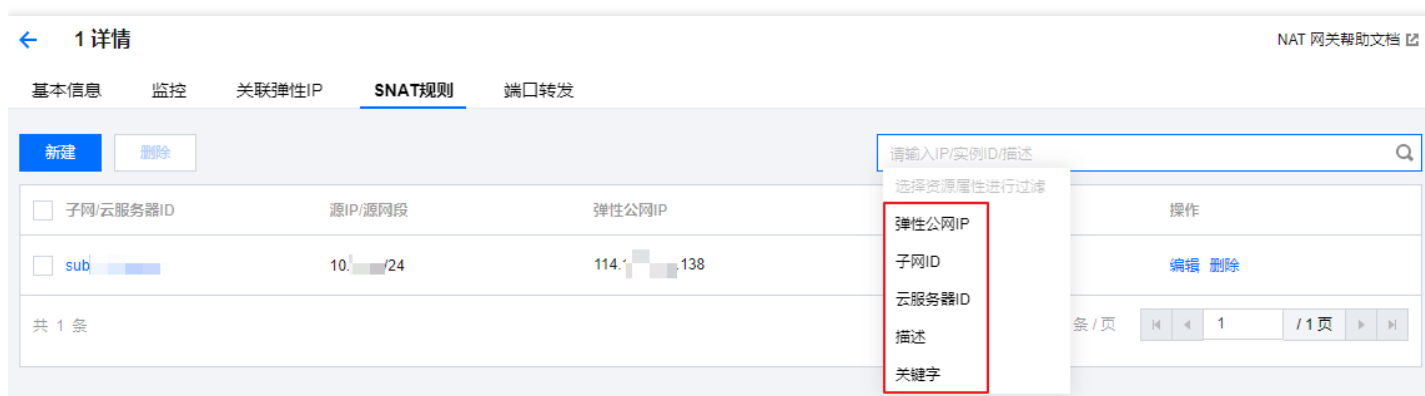 1 详情
NAT 网关帮助文档
基本信息 监控 关联弹性IP SNAT规则 端口转发
新建 删除 请输入IP/实例ID/描述
选择资源属性进行过滤
子网/云服务器ID 源IP/源网段 弹性公网IP 操作
弹性公网IP
sub 10. /24 114. .138 编辑 删除
子网ID
云服务器ID
共 1 条 条/页 1 /1页
描述
关键字